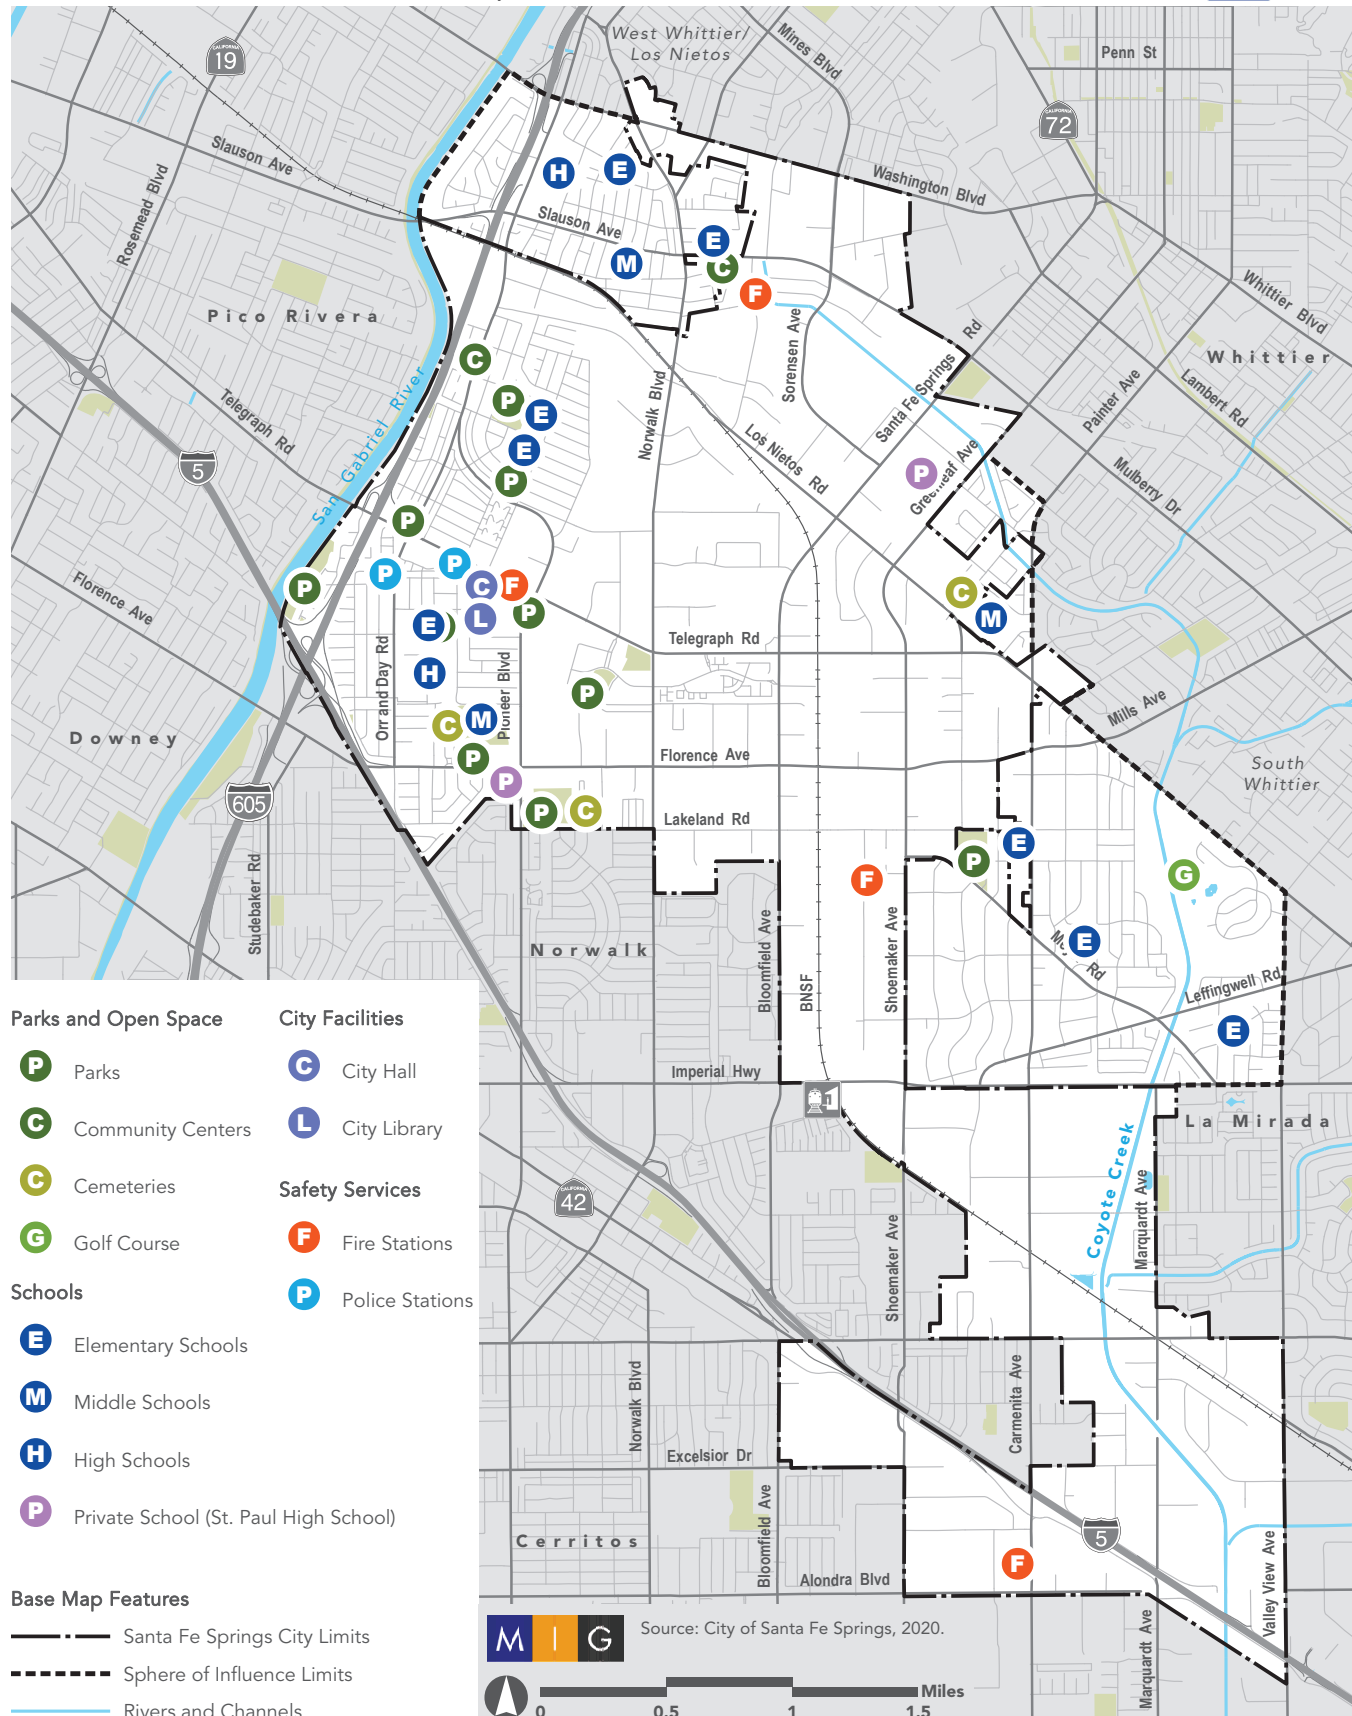 West Whittier/
Los Nietos
Mines Blvd
Penn St
CALIFORNIA
19
CALIFORNIA
72
Slauson Ave
Rosemead Blvd
Washington Blvd
H
E
Slauson Ave
E
M
C
F
Whittier Blvd
Pico Rivera
Whittier
Sorensen Ave
Santa Fe Springs Rd
Painter Ave
Lambert Rd
C
P
E
Norwalk Blvd
Telegraph Rd
San Gabriel River
E
P
Los Nietos Rd
P
Greenleaf Ave
Mulberry Dr
5
P
P
P
C
F
P
Florence Ave
C
M
E
L
P
Telegraph Rd
H
Orr and Day Rd
Pioneer Blvd
P
C
M
Mills Ave
Downey
Florence Ave
South
Whittier
P
P
605
P
C
Lakeland Rd
E
P
F
G
Studebaker Rd
Norwalk
Bloomfield Ave
BNSF
Shoemaker Ave
E
Rd
Leffingwell Rd
E
Imperial Hwy
La Mirada
Coyote Creek
Marquardt Ave
CALIFORNIA
42
Shoemaker Ave
Norwalk Blvd
Carmenita Ave
Excelsior Dr
Cerritos
Bloomfield Ave
5
F
Alondra Blvd
Valley View Ave
Marquardt Ave
Parks and Open Space
P Parks
C Community Centers
C Cemeteries
G Golf Course
Schools
E Elementary Schools
M Middle Schools
H High Schools
P Private School (St. Paul High School)
City Facilities
C City Hall
L City Library
Safety Services
F Fire Stations
P Police Stations
Base Map Features
Santa Fe Springs City Limits
Sphere of Influence Limits
Rivers and Channels
M I G
Source: City of Santa Fe Springs, 2020.
Miles
0 0.5 1 1.5